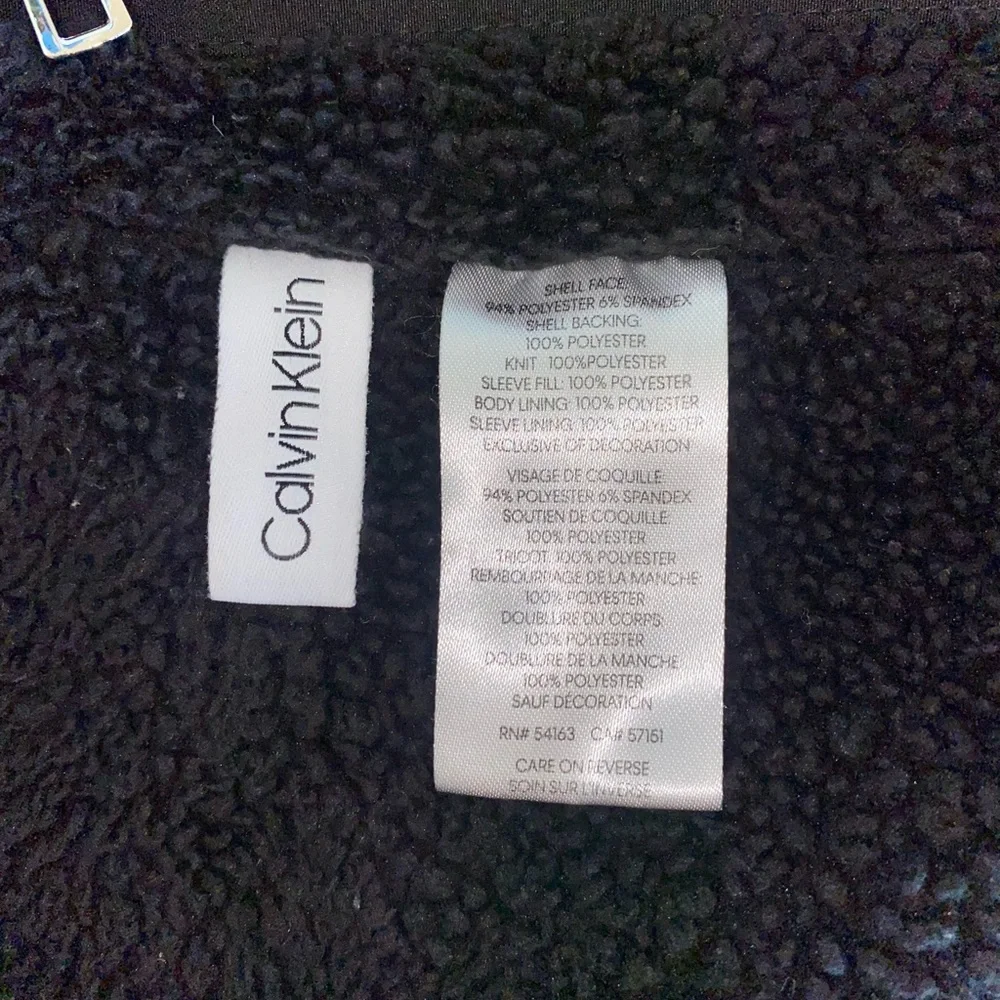 Calvin Klein
SHELL FACE:
94% POLYESTER 6% SPANDEX
SHELL BACKING:
100% POLYESTER
KNIT 100%POLYESTER
SLEEVE FILL: 100% POLYESTER
BODY LINING: 100% POLYESTER
SLEEVE LINING: 100% POLYESTER
EXCLUSIVE OF DECORATION
VISAGE DE COQUILLE:
94% POLYESTER 6% SPANDEX
SOUTIEN DE COQUILLE:
100% POLYESTER
TRICOT 100% POLYESTER
REMBOURRAGE DE LA MANCHE:
100% POLYESTER
DOUBLURE DU CORPS:
100% POLYESTER
DOUBLURE DE LA MANCHE
100% POLYESTER
SAUF DÉCORATION
RN# 54163 CA# 57151
CARE ON REVERSE
SOIN SUR L'INVERSE